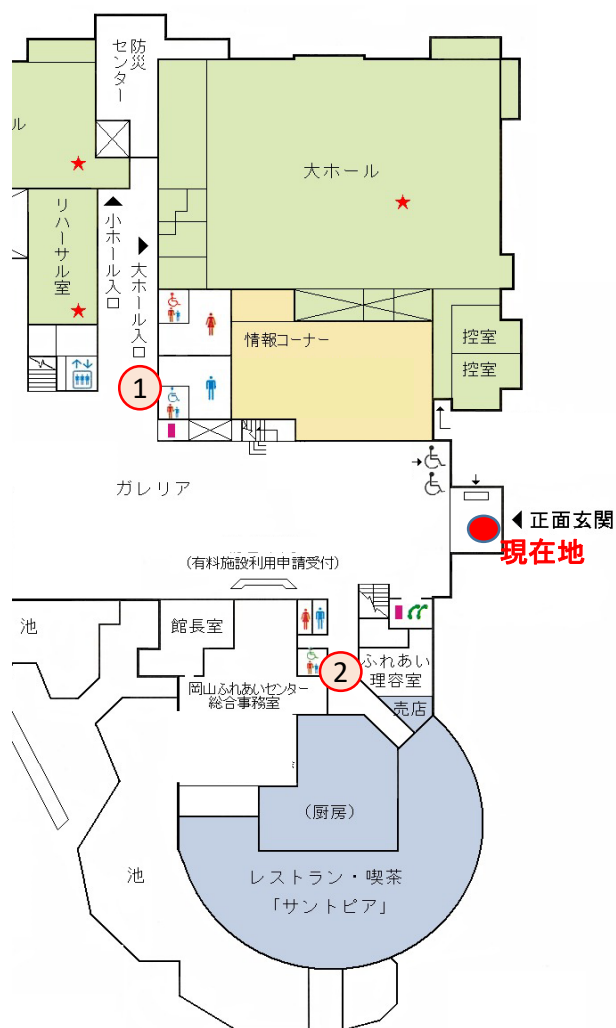 防災
センター
ル
大ホール
リハーサル室
小ホール入口
大ホール入口
情報コーナー
控室
控室
1
ガレリア
正面玄関
現在地
(有料施設利用申請受付)
池
館長室
2
ふれあい
理容室
岡山ふれあいセンター
総合事務室
売店
(厨房)
池
レストラン・喫茶
「サントピア」